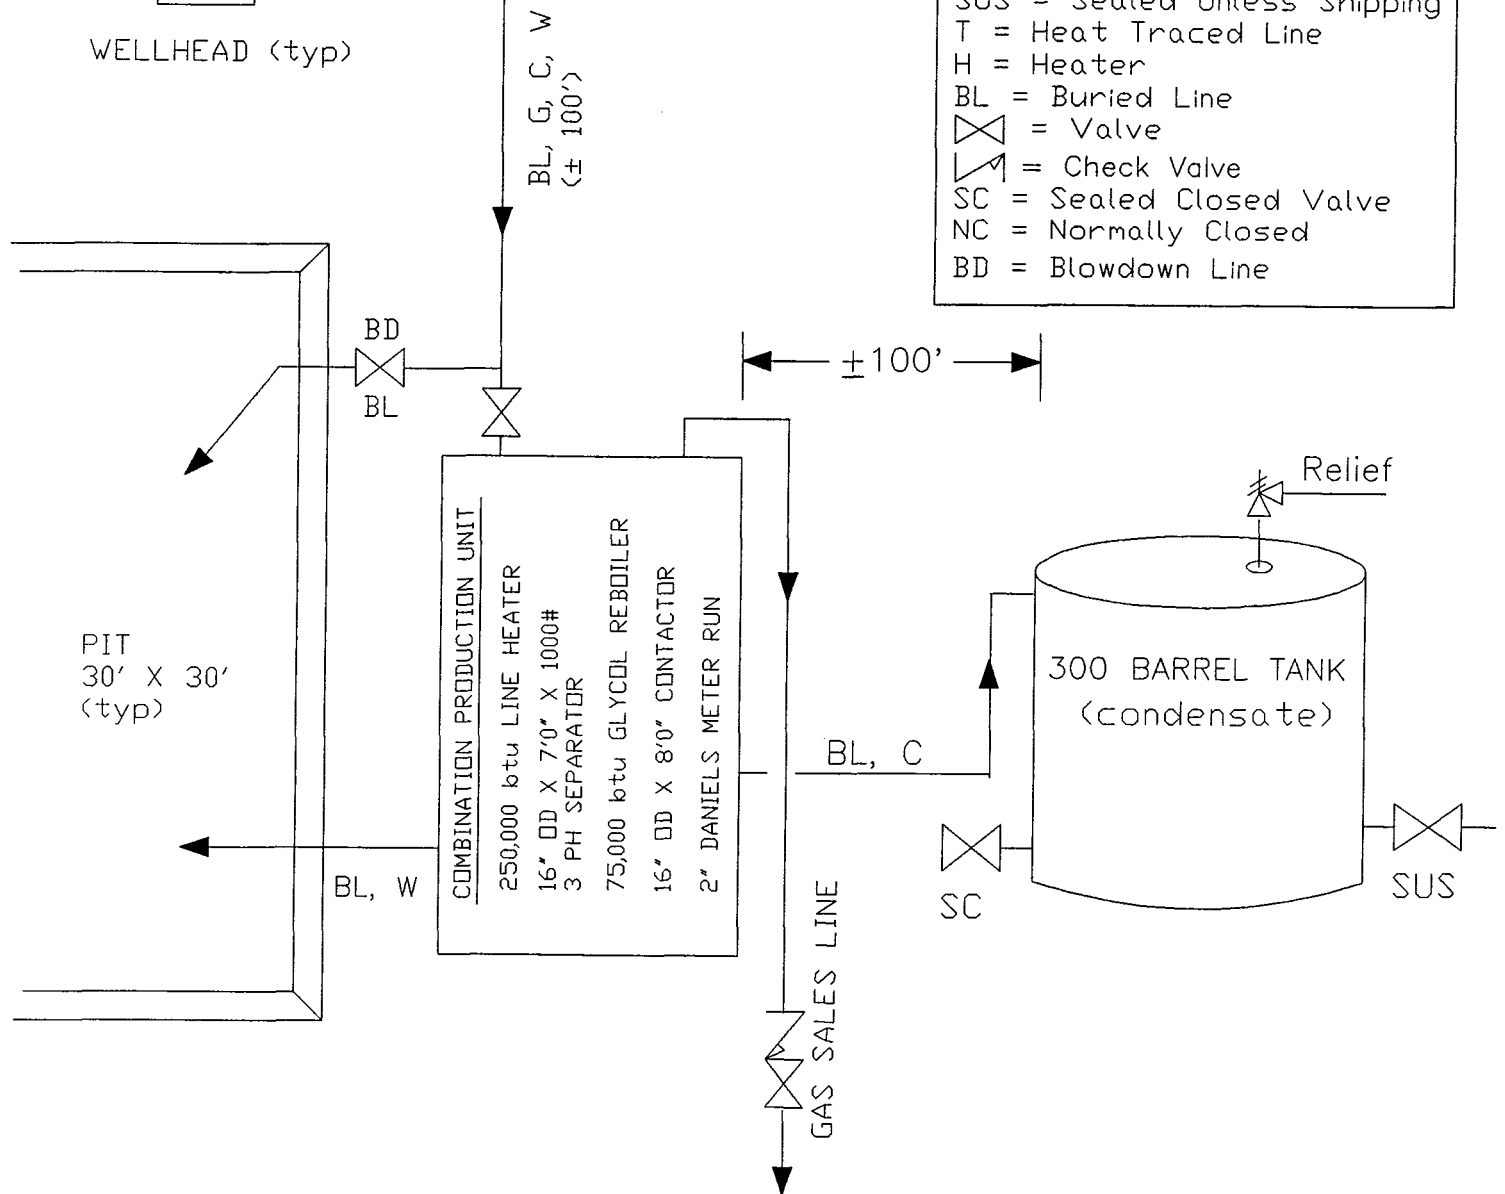 SUS = Sealed Unless Shipping
T = Heat Traced Line
H = Heater
BL = Buried Line
= Valve
= Check Valve
SC = Sealed Closed Valve
NC = Normally Closed
BD = Blowdown Line
WELLHEAD (typ)
BL, G, C, W
(± 100')
BD
BL
±100'
Relief
PIT
30' X 30'
(typ)
COMBINATION PRODUCTION UNIT
250,000 btu LINE HEATER
16" OD X 7'0" X 1000#
3 PH SEPARATOR
75,000 btu GLYCOL REBOILER
16" OD X 8'0" CONTACTOR
2" DANIELS METER RUN
300 BARREL TANK
(condensate)
BL, C
BL, W
SC
SUS
GAS SALES LINE